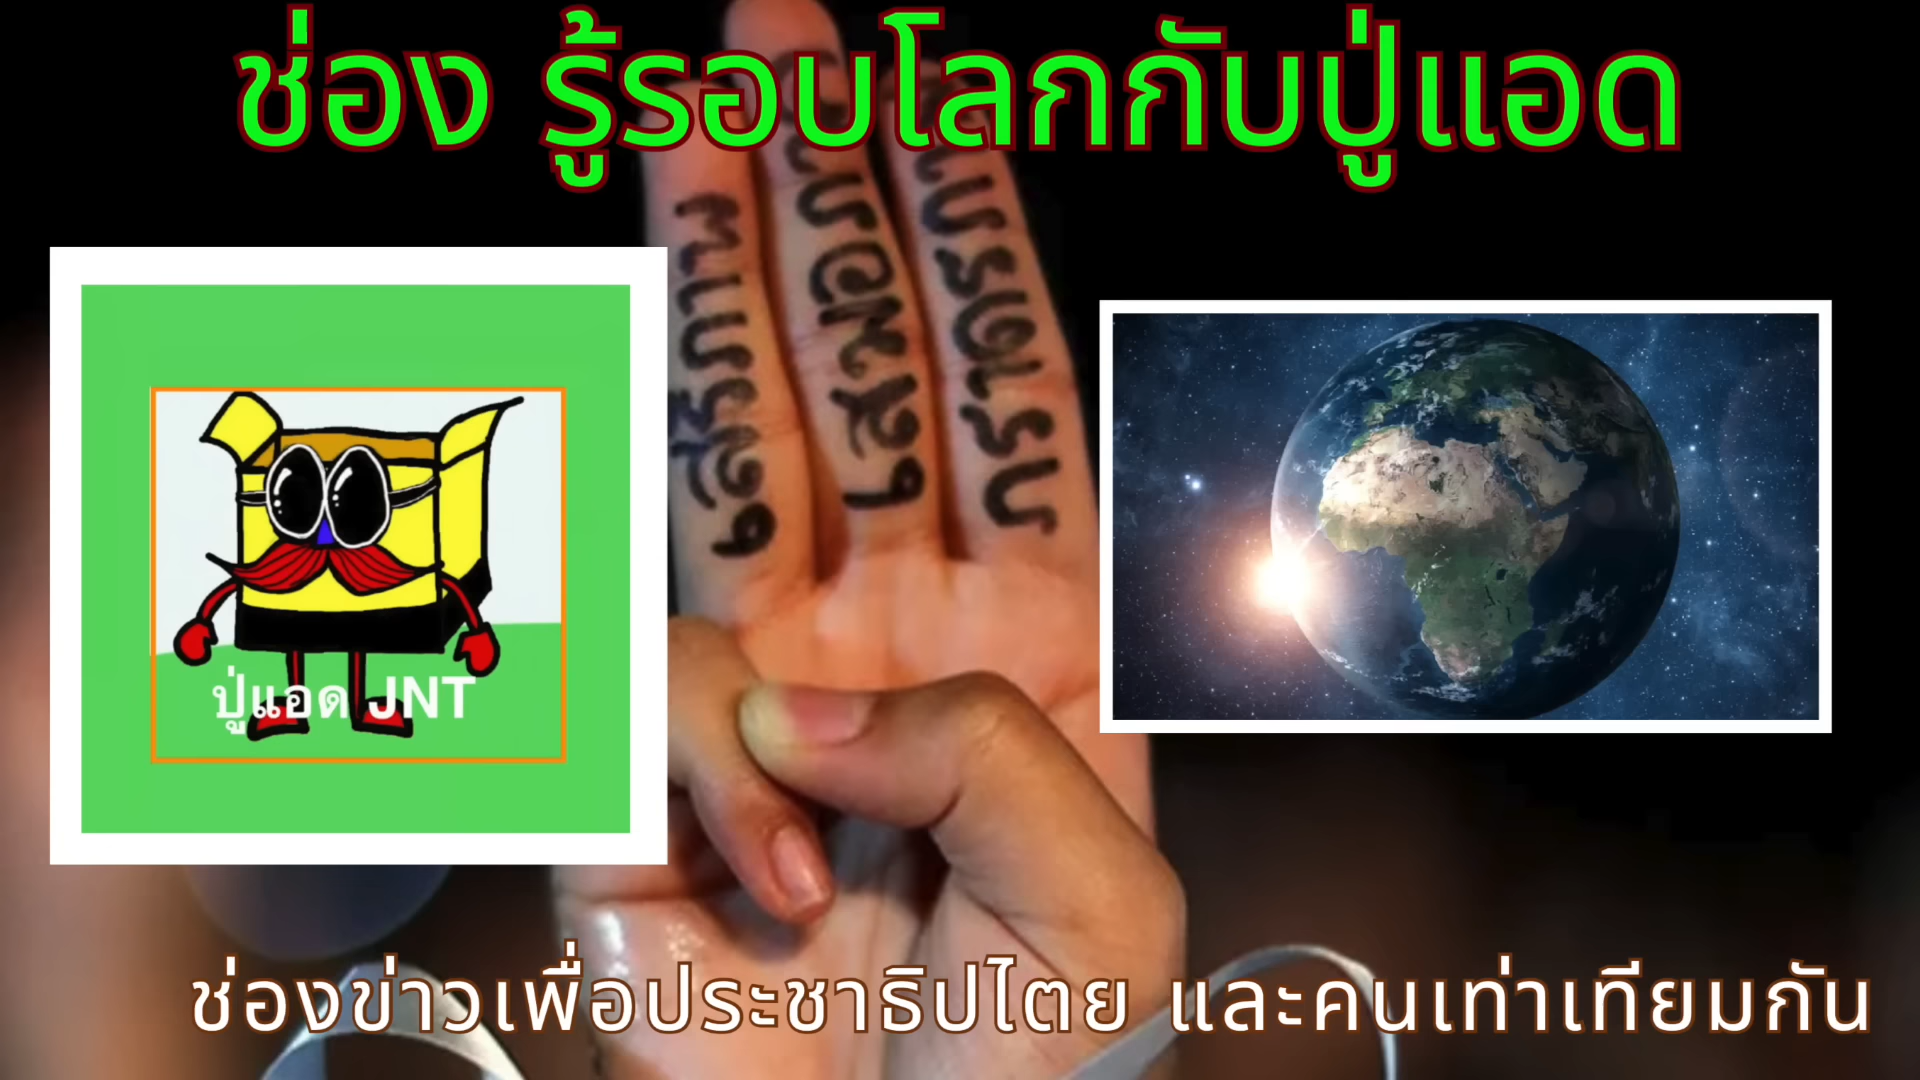 ช่อง รู้รอบโลกกับปู่แอด
ปู่แอด JNT
ช่องข่าวเพื่อประชาธิปไตย และคนเท่าเทียมกัน